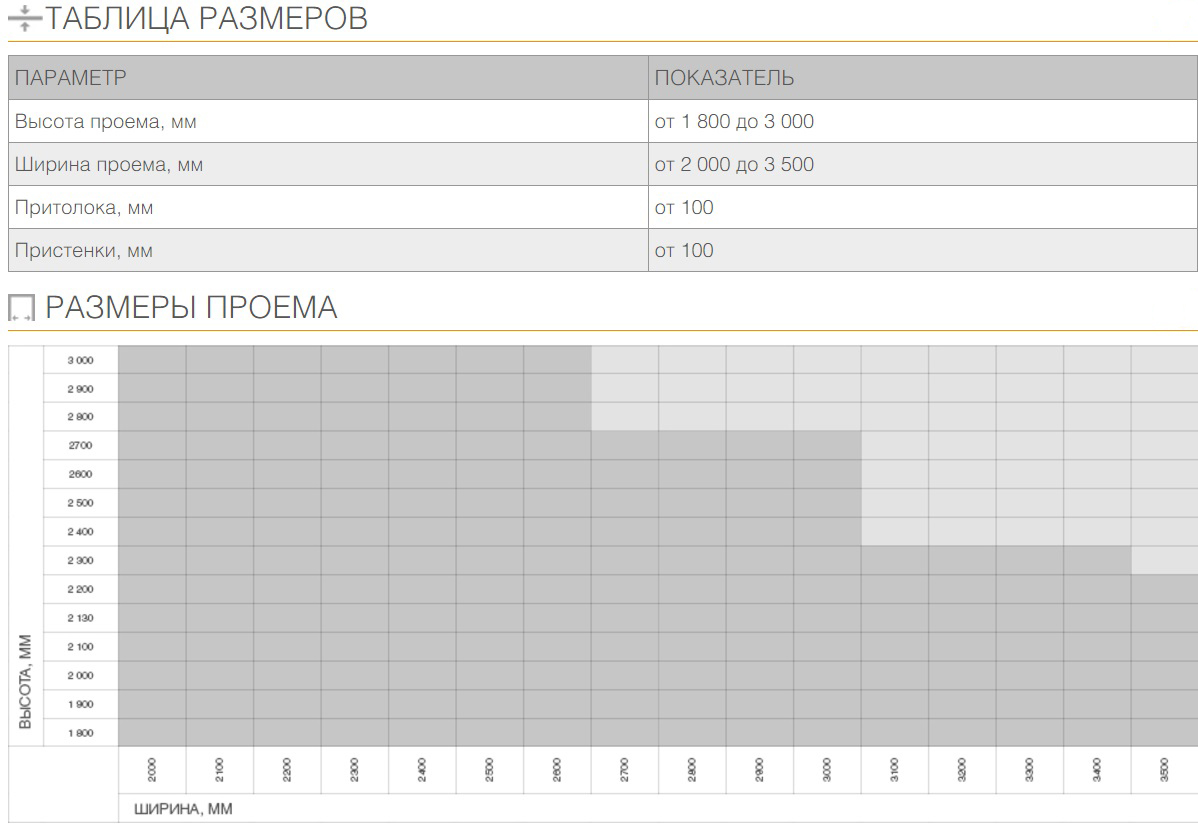 ТАБЛИЦА РАЗМЕРОВ
ПАРАМЕТР ПОКАЗАТЕЛЬ
Высота проема, мм от 1 800 до 3 000
Ширина проема, мм от 2 000 до 3 500
Притолока, мм от 100
Пристенки, мм от 100
РАЗМЕРЫ ПРОЕМА
3 000
2 900
2 800
2700
2600
2 500
2 400
2 300
2 200
2 130
2 100
2 000
1 900
1 800
ВЫСОТА, ММ
2000 2100 2200 2300 2400 2500 2600 2700 2800 2900 3000 3100 3200 3300 3400 3500
ШИРИНА, ММ